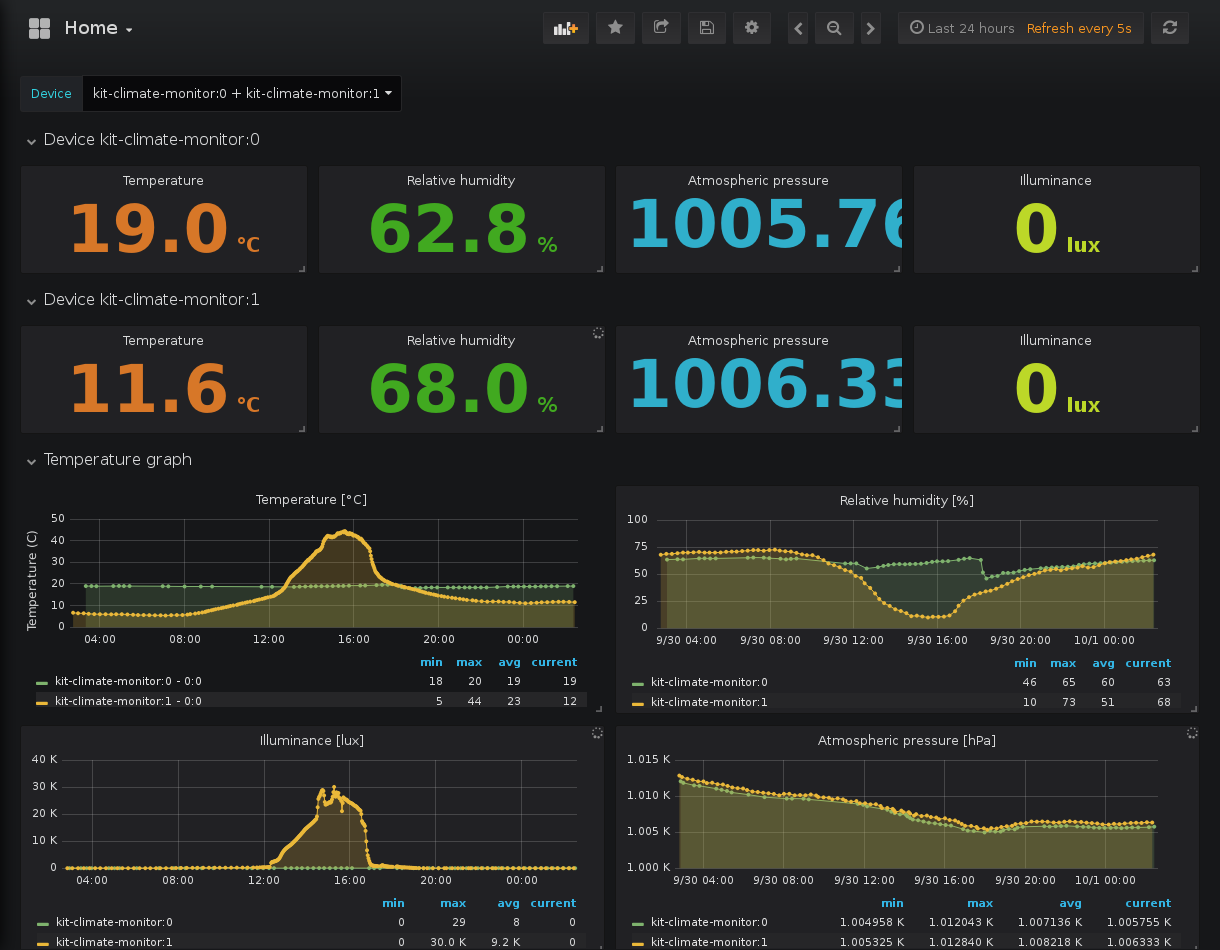 Home
Last 24 hours Refresh every 5s
Device kit-climate-monitor:0 + kit-climate-monitor:1
Device kit-climate-monitor:0
Temperature Relative humidity Atmospheric pressure Illuminance
19.0 °C 62.8 % 1005.76 0 lux
Device kit-climate-monitor:1
Temperature Relative humidity Atmospheric pressure Illuminance
11.6 °C 68.0 % 1006.33 0 lux
Temperature graph
Temperature [°C]
Temperature (C)
50
40
30
20
10
0
04:00 08:00 12:00 16:00 20:00 00:00
min max avg current
kit-climate-monitor:0 - 0:0 18 20 19 19
kit-climate-monitor:1 - 0:0 5 44 23 12
Relative humidity [%]
100
75
50
25
0
9/30 04:00 9/30 08:00 9/30 12:00 9/30 16:00 9/30 20:00 10/1 00:00
min max avg current
kit-climate-monitor:0 46 65 60 63
kit-climate-monitor:1 10 73 51 68
Illuminance [lux]
40 K
30 K
20 K
10 K
0
04:00 08:00 12:00 16:00 20:00 00:00
min max avg current
kit-climate-monitor:0 0 29 8 0
kit-climate-monitor:1 0 30.0 K 9.2 K 0
Atmospheric pressure [hPa]
1.015 K
1.010 K
1.005 K
1.000 K
9/30 04:00 9/30 08:00 9/30 12:00 9/30 16:00 9/30 20:00 10/1 00:00
min max avg current
kit-climate-monitor:0 1.004958 K 1.012043 K 1.007136 K 1.005755 K
kit-climate-monitor:1 1.005325 K 1.012840 K 1.008218 K 1.006333 K